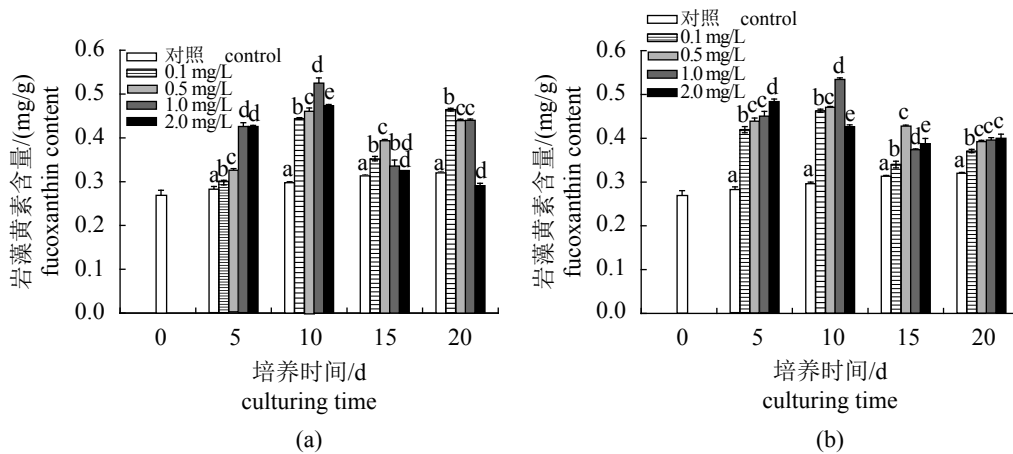 岩藻黄素含量/(mg/g)
fucoxanthin content
0.6
0.5
0.4
0.3
0.2
0.1
0.0
对照 control
0.1 mg/L
0.5 mg/L
1.0 mg/L
2.0 mg/L
a b c d d
a b c d e
a b c bd d
a b c c d
0 5 10 15 20
培养时间/d
culturing time
(a)
岩藻黄素含量/(mg/g)
fucoxanthin content
0.6
0.5
0.4
0.3
0.2
0.1
0.0
对照 control
0.1 mg/L
0.5 mg/L
1.0 mg/L
2.0 mg/L
a b c c d
a b c d e
a b c d e
a b c c c
0 5 10 15 20
培养时间/d
culturing time
(b)